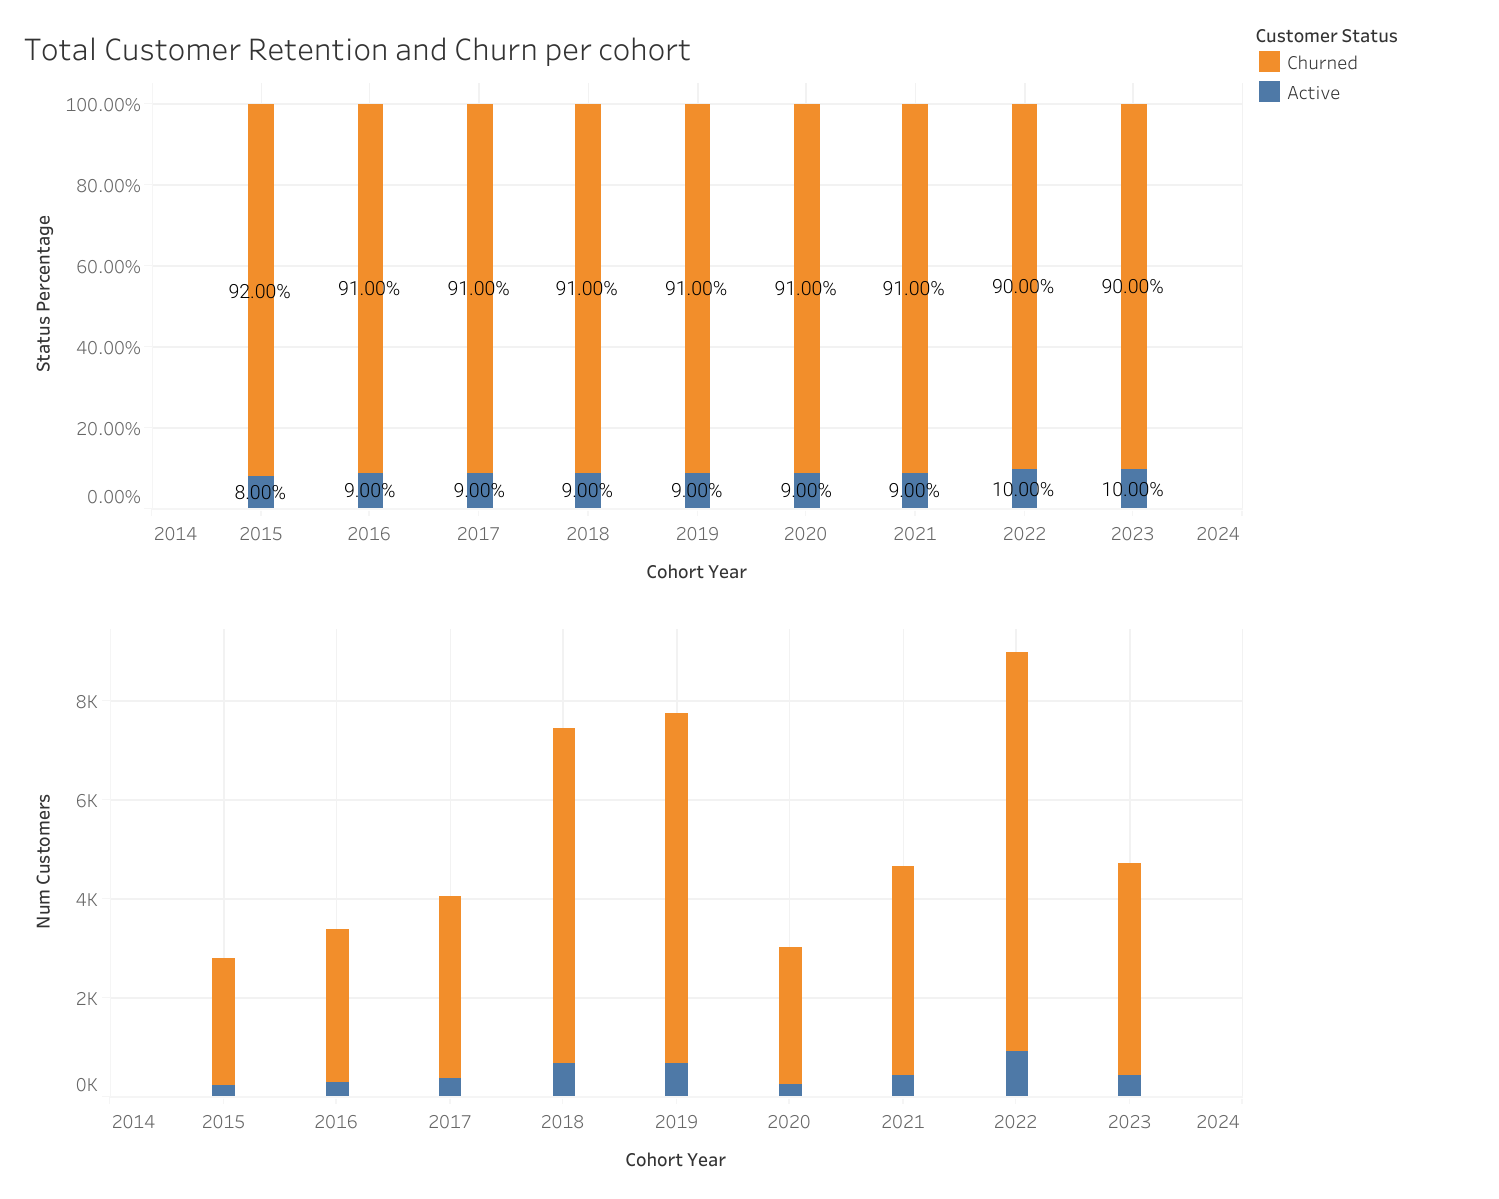 Total Customer Retention and Churn per cohort
Customer Status
Churned
Active
Status Percentage
100.00%
80.00%
60.00%
40.00%
20.00%
0.00%
92.00% 91.00% 91.00% 91.00% 91.00% 91.00% 91.00% 90.00% 90.00%
8.00% 9.00% 9.00% 9.00% 9.00% 9.00% 9.00% 10.00% 10.00%
2014 2015 2016 2017 2018 2019 2020 2021 2022 2023 2024
Cohort Year
Num Customers
8K
6K
4K
2K
0K
2014 2015 2016 2017 2018 2019 2020 2021 2022 2023 2024
Cohort Year